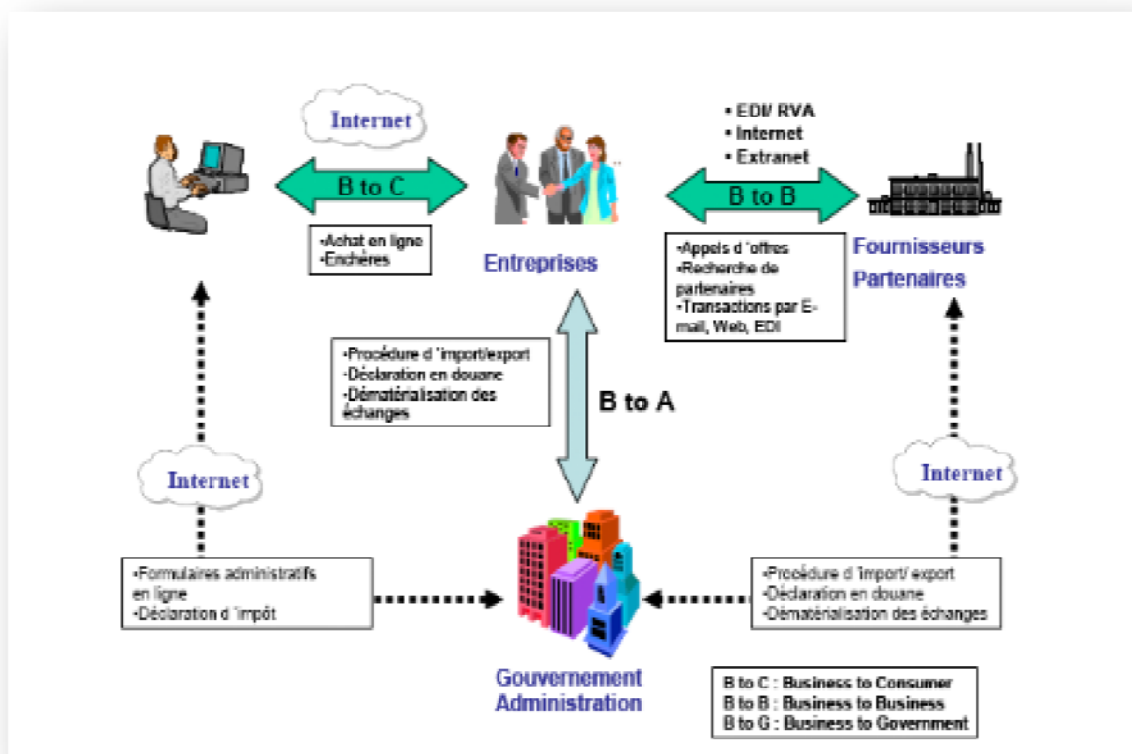 Internet
• EDI/ RVA
• Internet
• Extranet
B to C
B to B
•Achat en ligne
•Enchères
Entreprises
•Appels d 'offres
•Recherche de
partenaires
•Transactions par E-
mail, Web, EDI
Fournisseurs
Partenaires
•Procédure d 'import/export
•Déclaration en douane
•Dématérialisation des
échanges
B to A
Internet
Internet
•Formulaires administratifs
en ligne
•Déclaration d 'impôt
•Procédure d 'import/ export
•Déclaration en douane
•Dématérialisation des échanges
Gouvernement
Administration
B to C : Business to Consumer
B to B : Business to Business
B to G : Business to Government